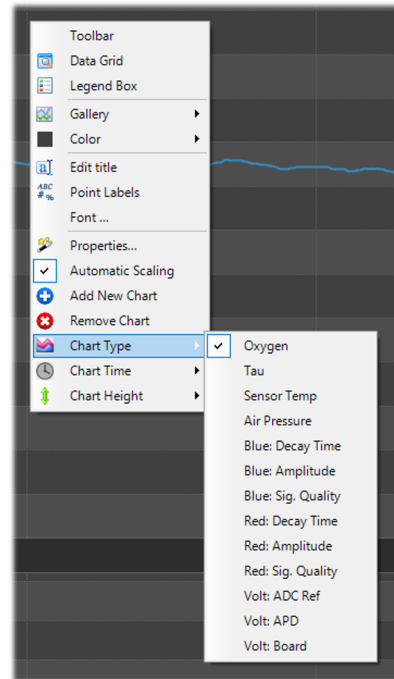 Toolbar
Data Grid
Legend Box
Gallery
Color
Edit title
Point Labels
Font ...
Properties...
Automatic Scaling
Add New Chart
Remove Chart
Chart Type
Chart Time
Chart Height
Oxygen
Tau
Sensor Temp
Air Pressure
Blue: Decay Time
Blue: Amplitude
Blue: Sig. Quality
Red: Decay Time
Red: Amplitude
Red: Sig. Quality
Volt: ADC Ref
Volt: APD
Volt: Board